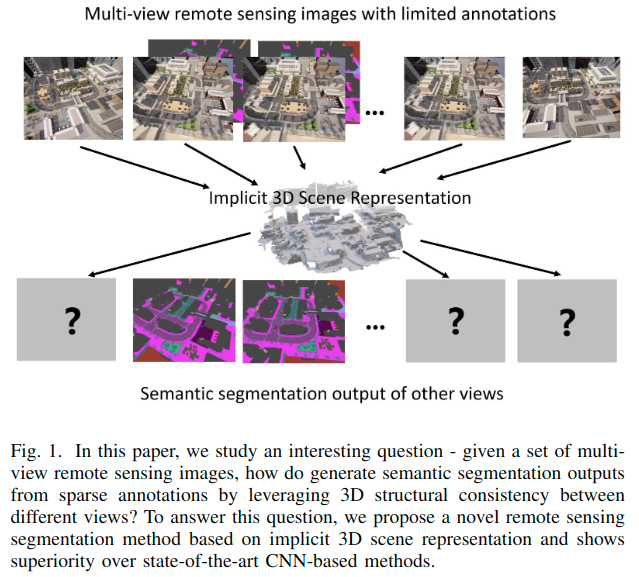 Multi-view remote sensing images with limited annotations
...
Implicit 3D Scene Representation
?
...
?
?
Semantic segmentation output of other views
Fig. 1. In this paper, we study an interesting question - given a set of multi-
view remote sensing images, how do generate semantic segmentation outputs
from sparse annotations by leveraging 3D structural consistency between
different views? To answer this question, we propose a novel remote sensing
segmentation method based on implicit 3D scene representation and shows
superiority over state-of-the-art CNN-based methods.